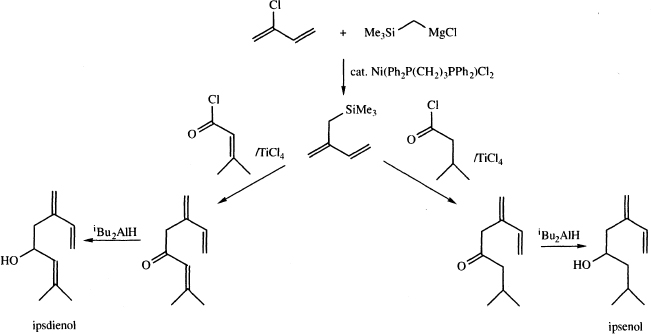 Cl
+
Me3Si
MgCl
cat. Ni(Ph2P(CH2)3PPh2)Cl2
Cl
O
/TiCl4
SiMe3
Cl
O
/TiCl4
HO
iBu2AlH
O
O
iBu2AlH
HO
ipsdienol
ipsenol